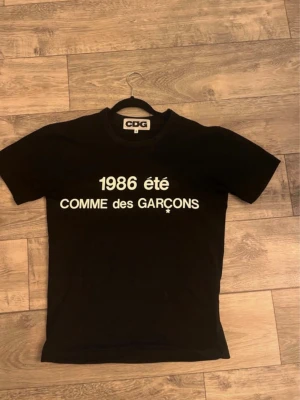 CDG
1986 été
COMME des GARÇONS